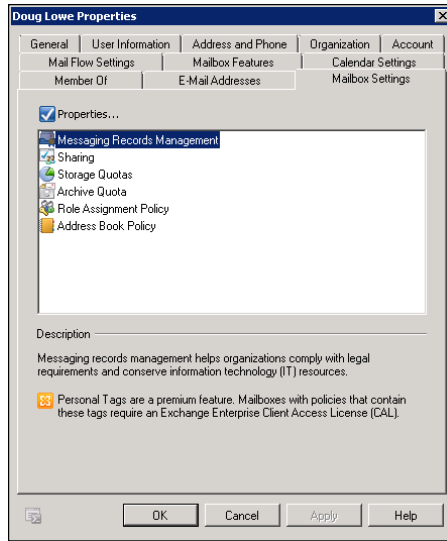 Doug Lowe Properties
General User Information Address and Phone Organization Account
Mail Flow Settings Mailbox Features Calendar Settings
Member Of E-Mail Addresses Mailbox Settings
Properties...
Messaging Records Management
Sharing
Storage Quotas
Archive Quota
Role Assignment Policy
Address Book Policy
Description
Messaging records management helps organizations comply with legal
requirements and conserve information technology (IT) resources.
Personal Tags are a premium feature. Mailboxes with policies that contain
these tags require an Exchange Enterprise Client Access License (CAL).
OK Cancel Apply Help